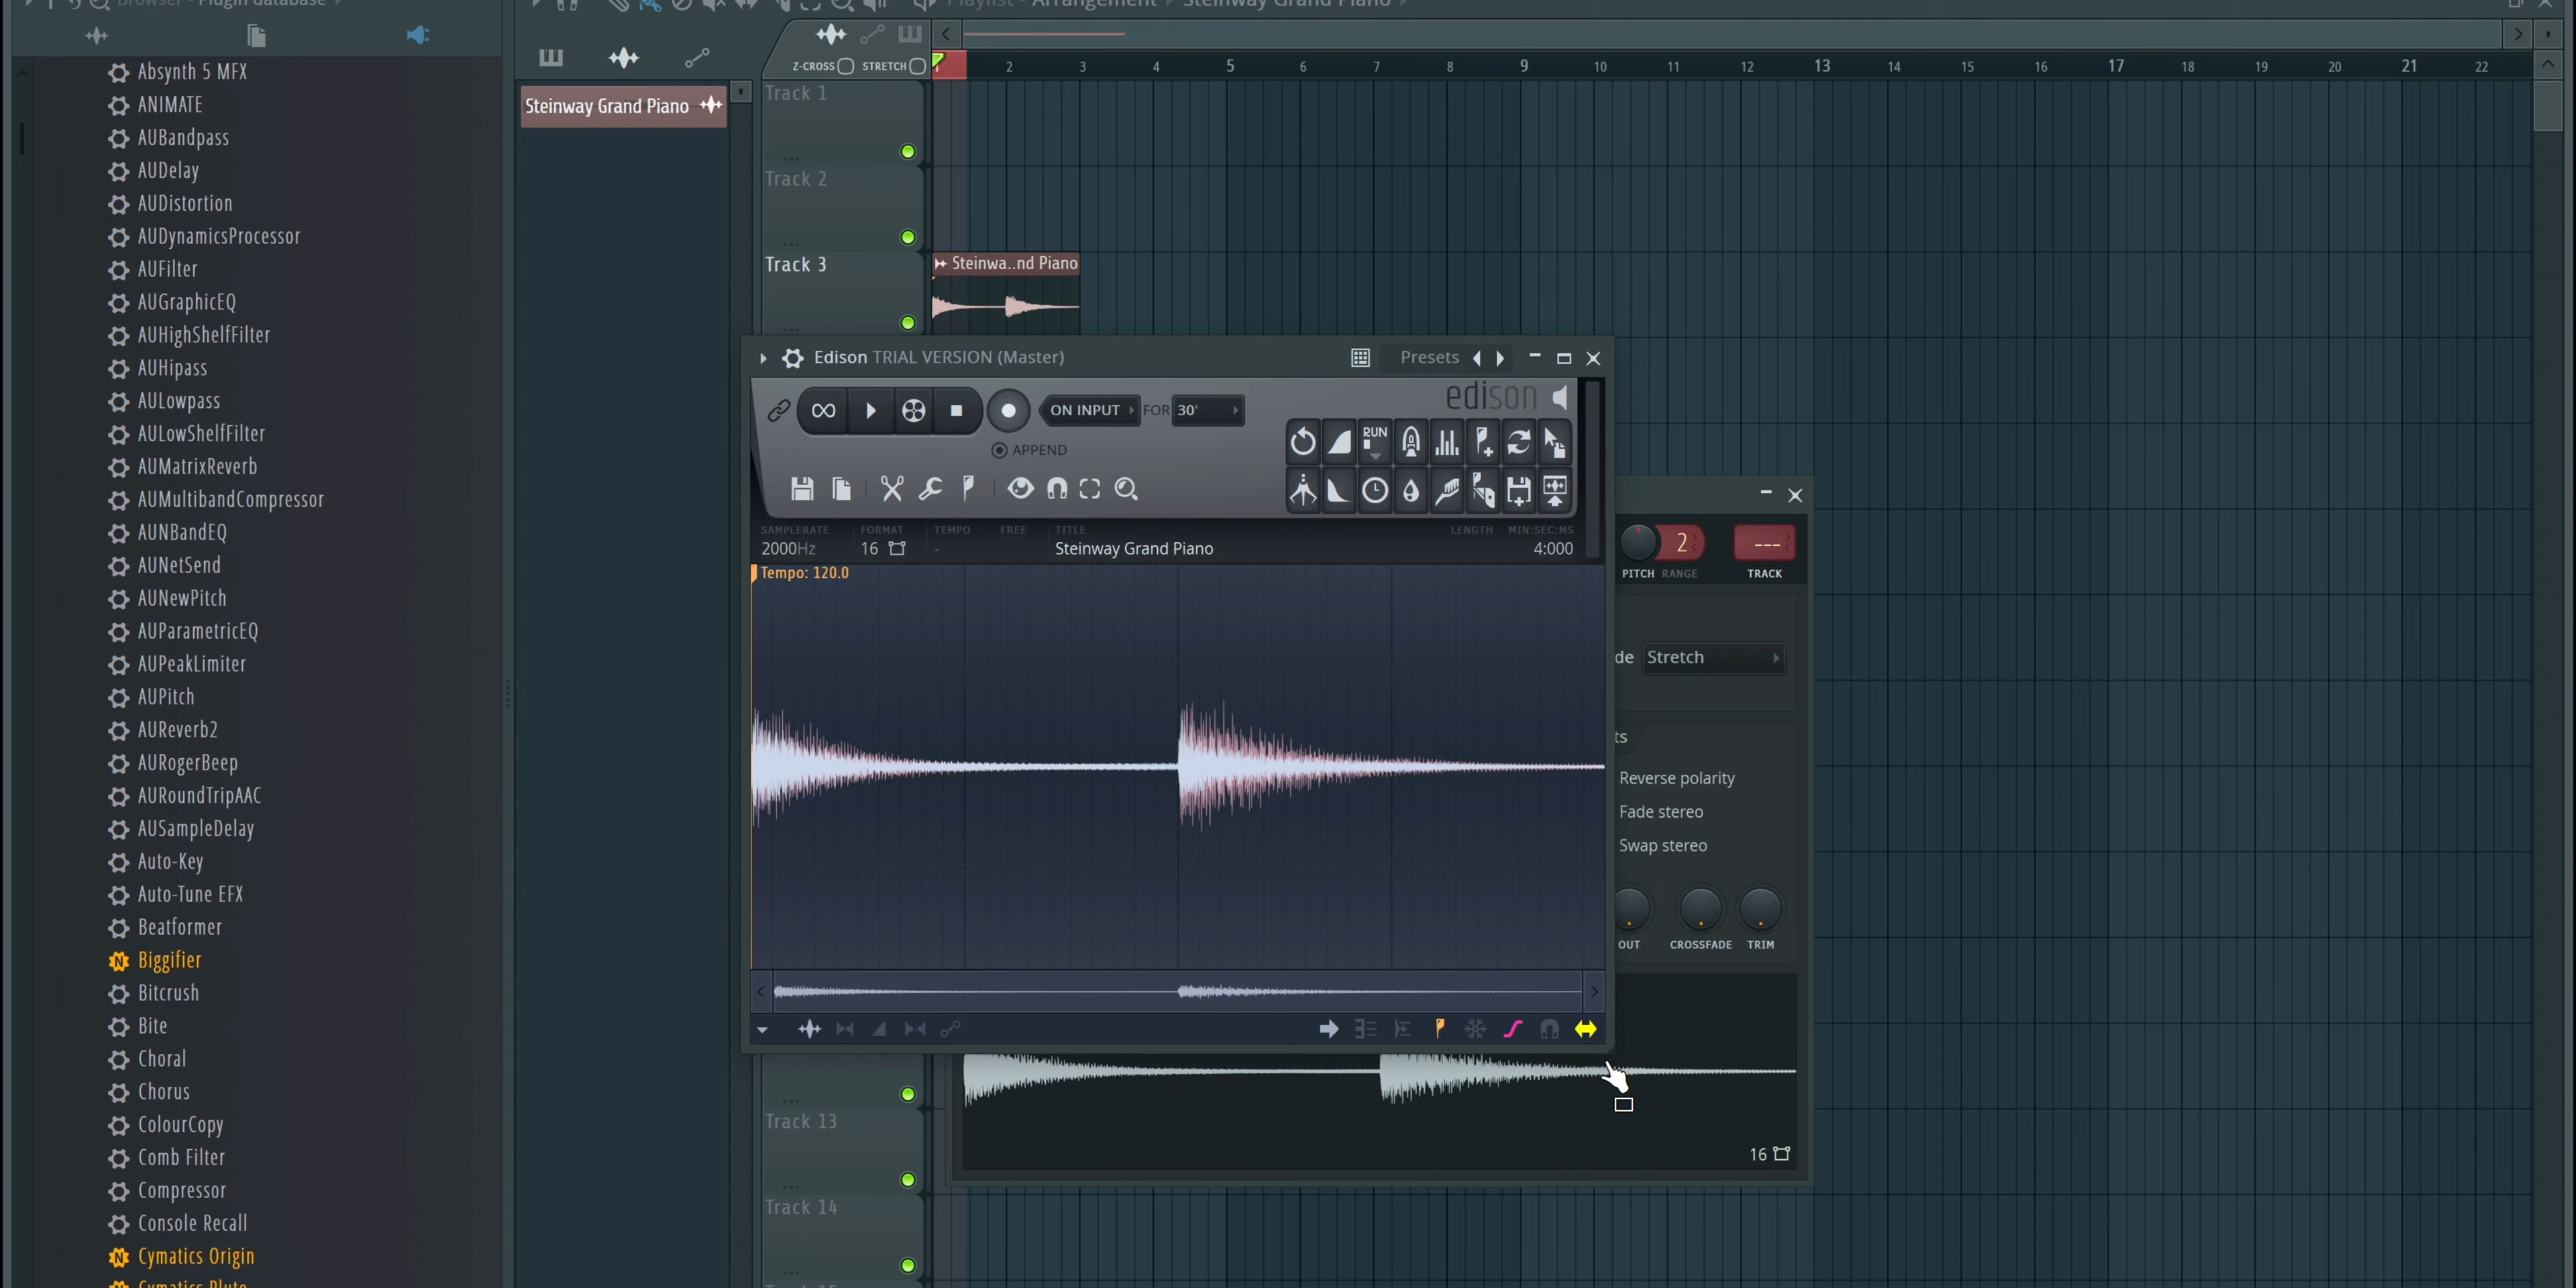 Browser - Plugin database
Playlist - Arrangement
Steinway Grand Piano
Absynth 5 MFX
ANIMATE
AUBandpass
AUDelay
AUDistortion
AUDynamicsProcessor
AUFilter
AUGraphicEQ
AUHighShelfFilter
AUHipass
AULowpass
AULowShelfFilter
AUMatrixReverb
AUMultibandCompressor
AUNBandEQ
AUNetSend
AUNewPitch
AUParametricEQ
AUPeakLimiter
AUPitch
AUReverb2
AURogerBeep
AURoundTripAAC
AUSampleDelay
Auto-Key
Auto-Tune EFX
Beatformer
Biggifier
Bitcrush
Bite
Choral
Chorus
ColourCopy
Comb Filter
Compressor
Console Recall
Cymatics Origin
Cymatics Pluto
Steinway Grand Piano
Z-CROSS STRETCH
1 2 3 4 5 6 7 8 9 10 11 12 13 14 15 16 17 18 19 20 21 22
Track 1
Track 2
Track 3
Steinwa..nd Piano
Edison TRIAL VERSION (Master)
Presets
edison
ON INPUT FOR 30'
APPEND
RUN
SAMPLERATE FORMAT TEMPO FREE TITLE LENGTH MIN:SEC:MS
2000Hz 16 - Steinway Grand Piano 4:000
Tempo: 120.0
2 ---
PITCH RANGE TRACK
de Stretch
ts
Reverse polarity
Fade stereo
Swap stereo
OUT CROSSFADE TRIM
16
Track 13
Track 14